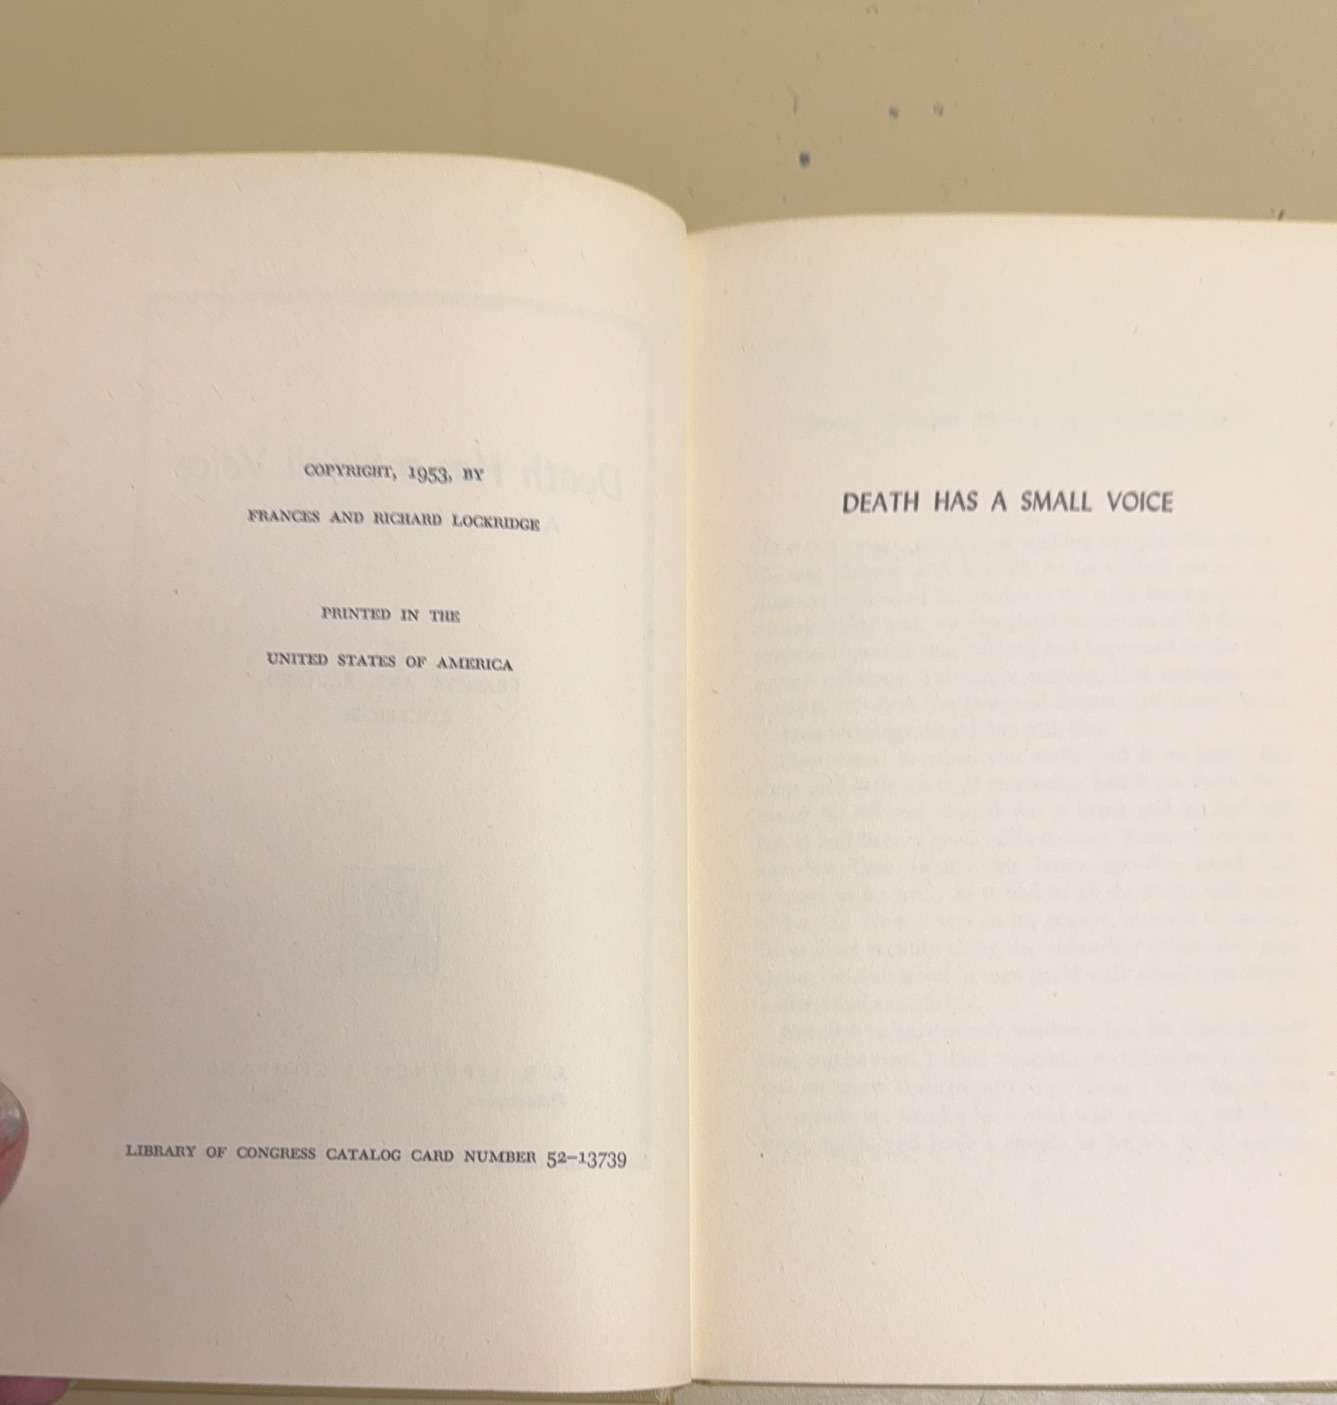 COPYRIGHT, 1953, BY
FRANCES AND RICHARD LOCKRIDGE
PRINTED IN THE
UNITED STATES OF AMERICA
LIBRARY OF CONGRESS CATALOG CARD NUMBER 52–13739
DEATH HAS A SMALL VOICE